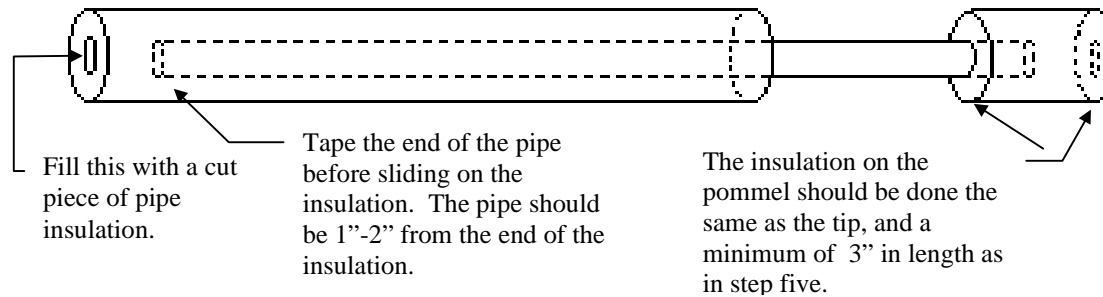 Fill this with a cut
piece of pipe
insulation.
Tape the end of the pipe
before sliding on the
insulation.  The pipe should
be 1”-2” from the end of the
insulation.
The insulation on the
pommel should be done the
same as the tip, and a
minimum of  3” in length as
in step five.